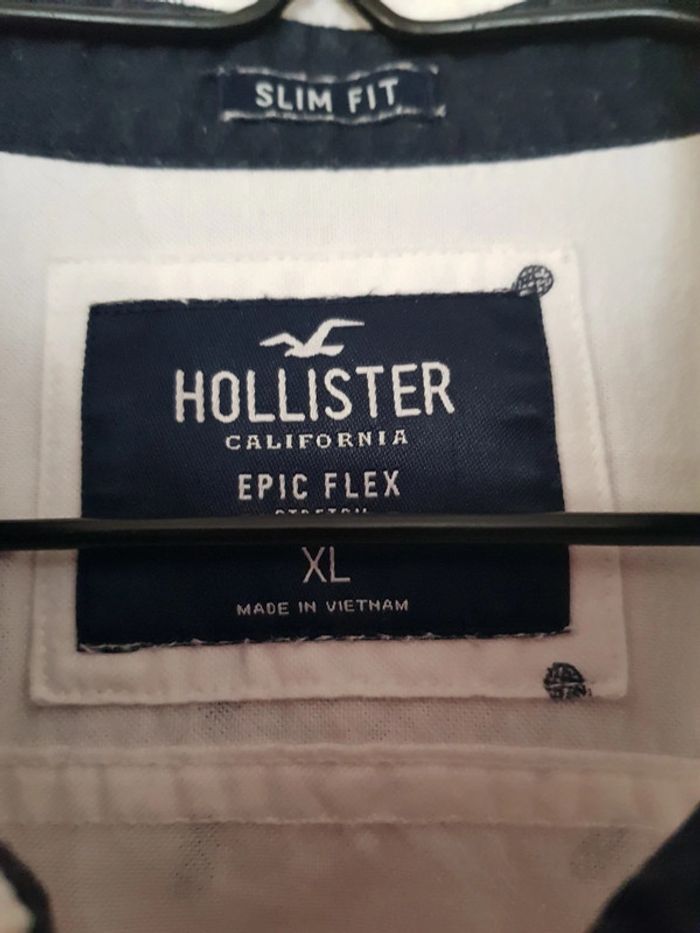 SLIM FIT
HOLLISTER
CALIFORNIA
EPIC FLEX
XL
MADE IN VIETNAM